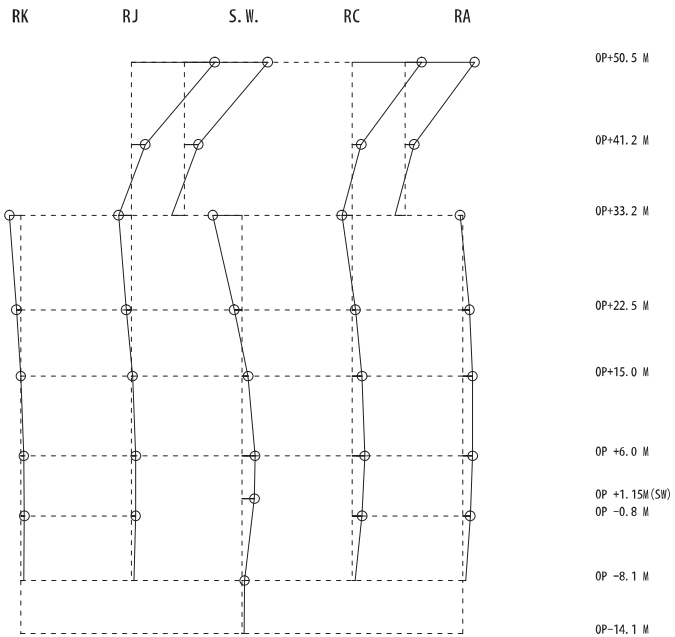 RK RJ S.W. RC RA
OP+50.5 M
OP+41.2 M
OP+33.2 M
OP+22.5 M
OP+15.0 M
OP +6.0 M
OP +1.15M(SW)
OP -0.8 M
OP -8.1 M
OP-14.1 M